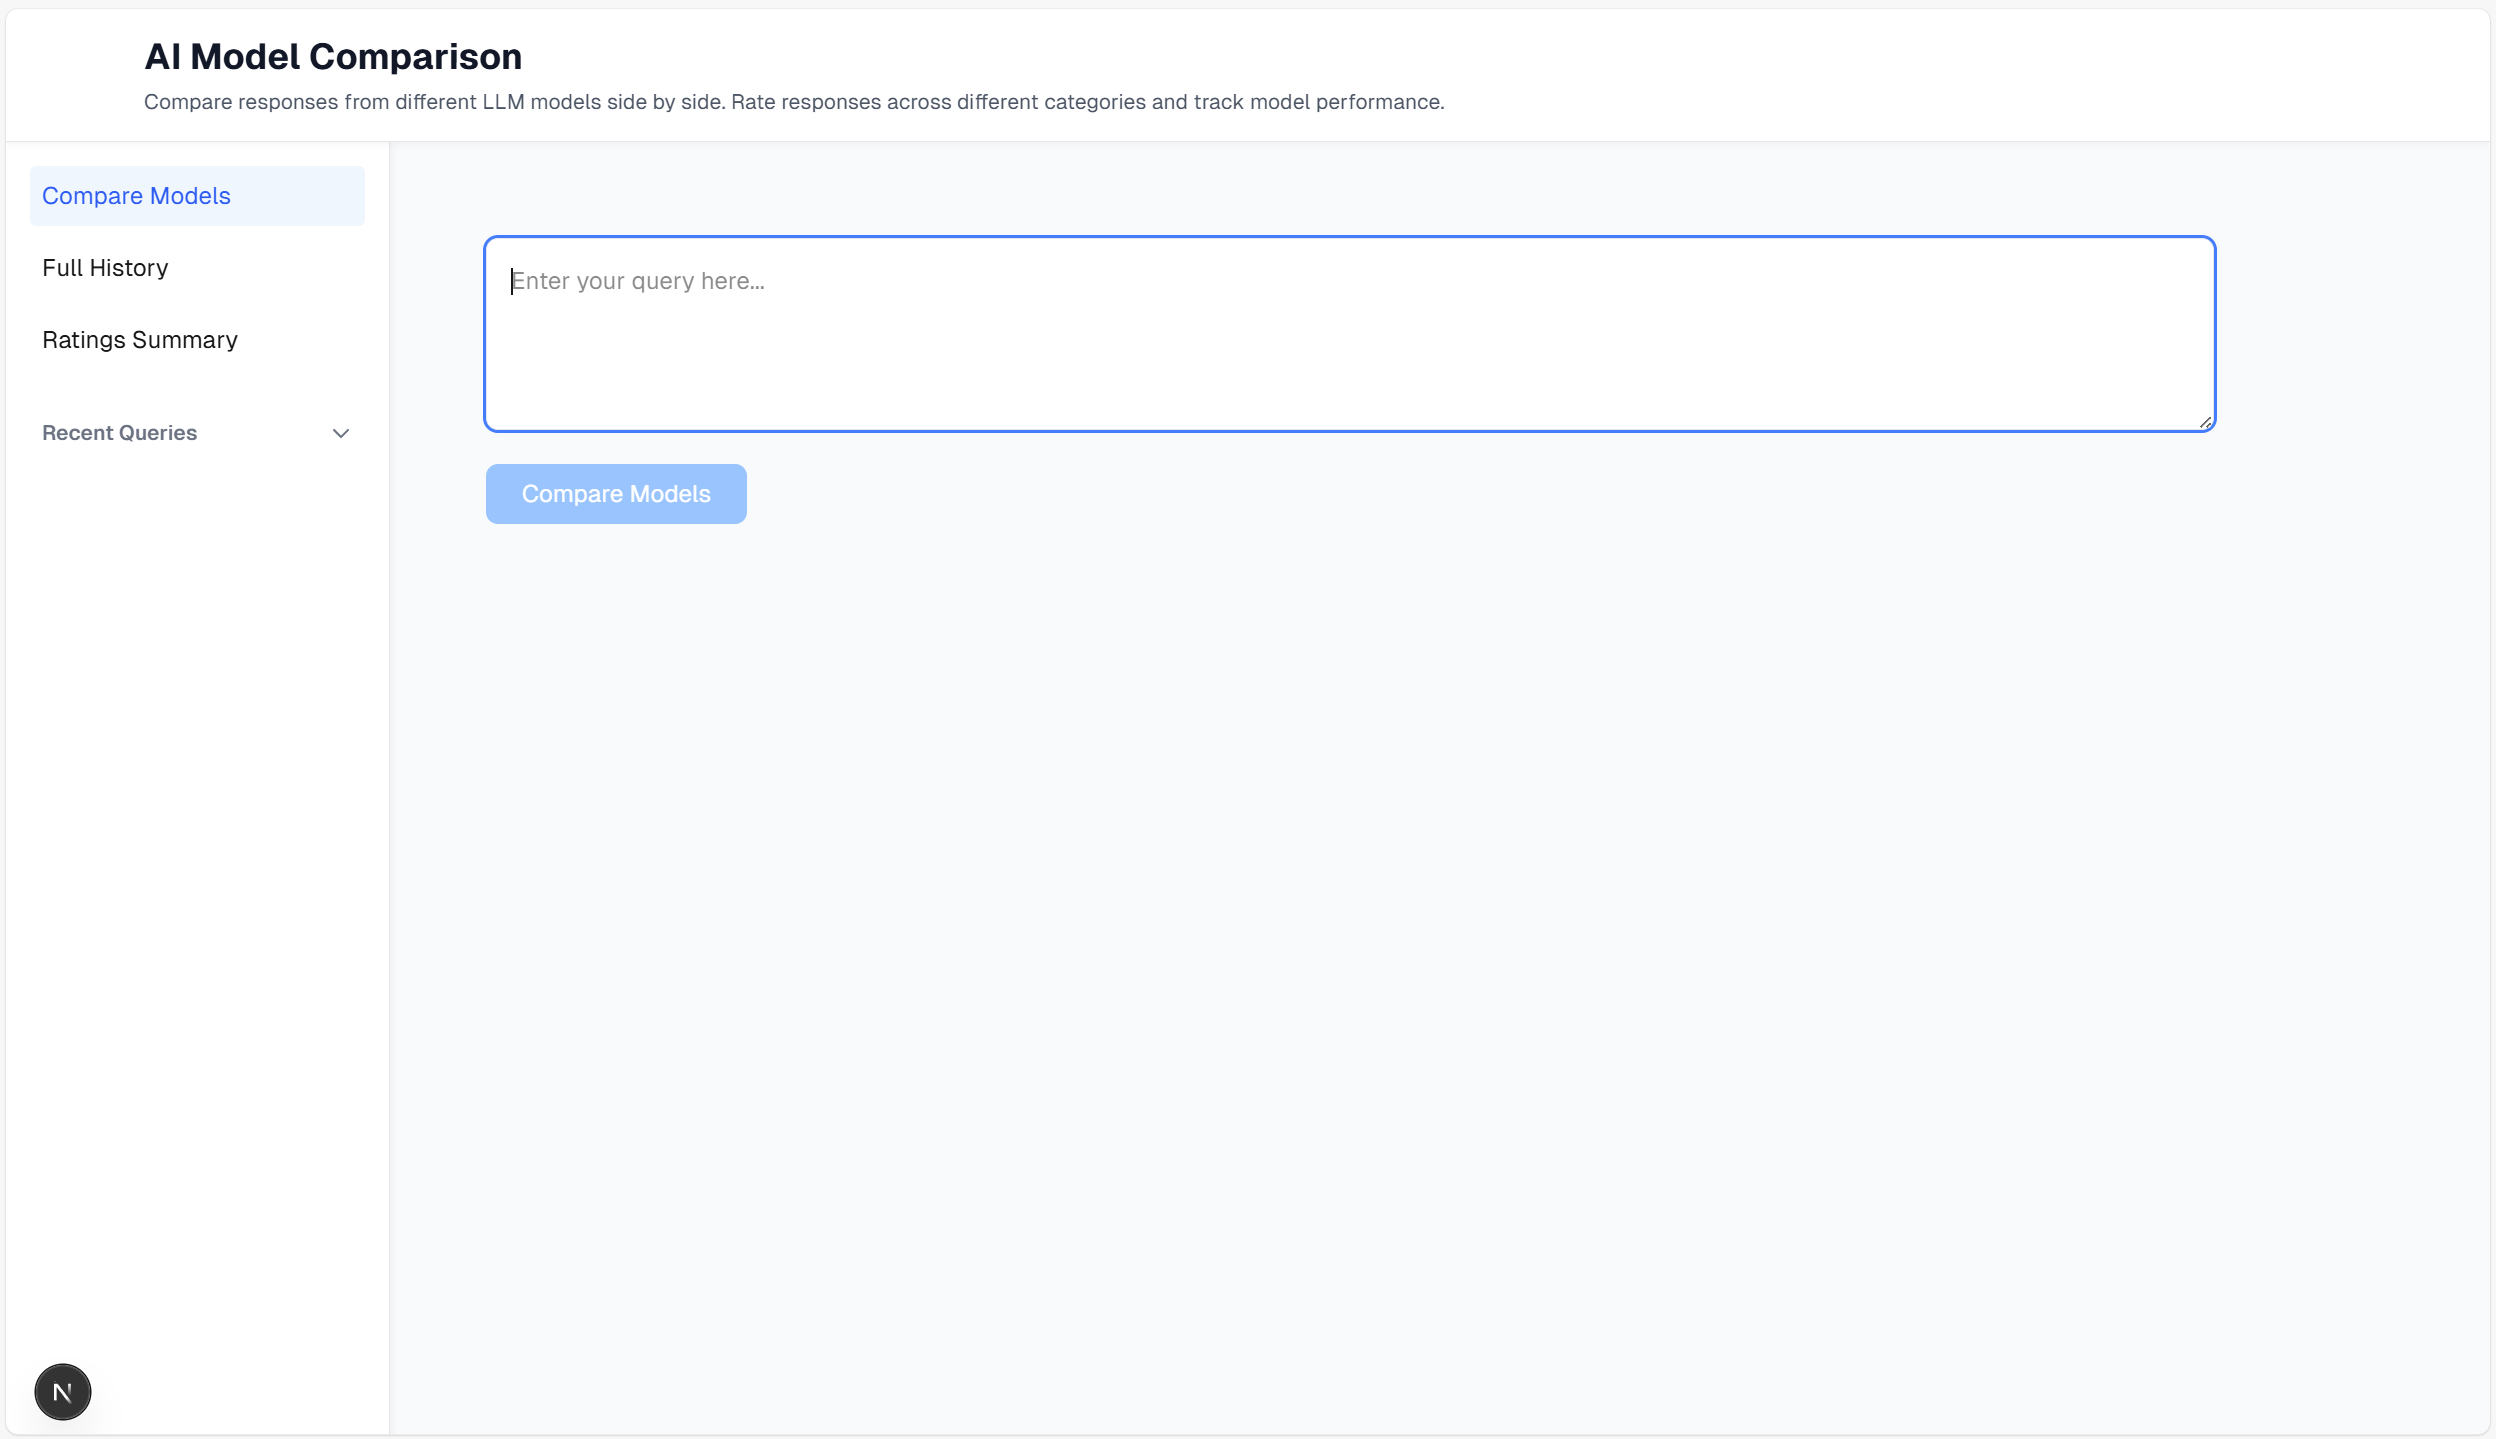 AI Model Comparison
Compare responses from different LLM models side by side. Rate responses across different categories and track model performance.
Compare Models
Full History
Ratings Summary
Recent Queries
Enter your query here...
Compare Models
N